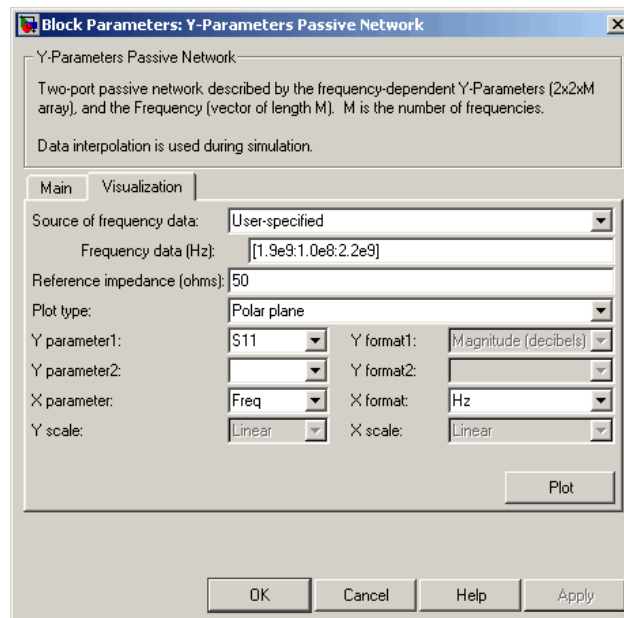 Block Parameters: Y-Parameters Passive Network
Y-Parameters Passive Network
Two-port passive network described by the frequency-dependent Y-Parameters (2x2xM
array), and the Frequency (vector of length M). M is the number of frequencies.
Data interpolation is used during simulation.
Main Visualization
Source of frequency data: User-specified
Frequency data (Hz): [1.9e9:1.0e8:2.2e9]
Reference impedance (ohms): 50
Plot type: Polar plane
Y parameter1: S11 Y format1: Magnitude (decibels)
Y parameter2: Y format2:
X parameter: Freq X format: Hz
Y scale: Linear X scale: Linear
Plot
OK Cancel Help Apply